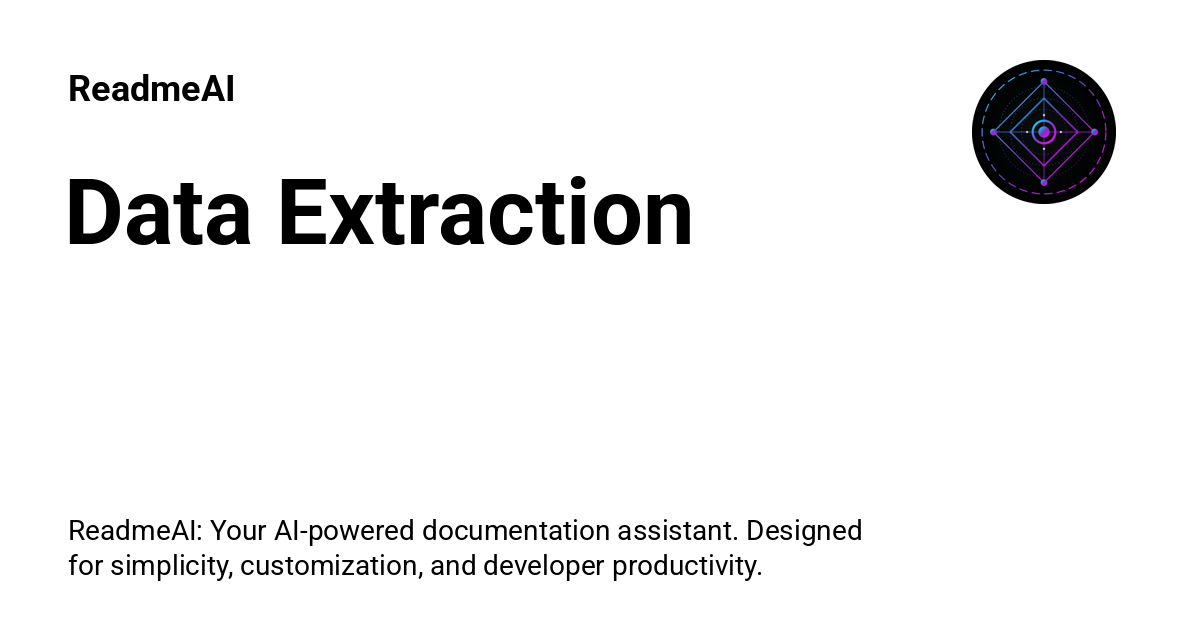 ReadmeAI
Data Extraction
ReadmeAI: Your AI-powered documentation assistant. Designed
for simplicity, customization, and developer productivity.